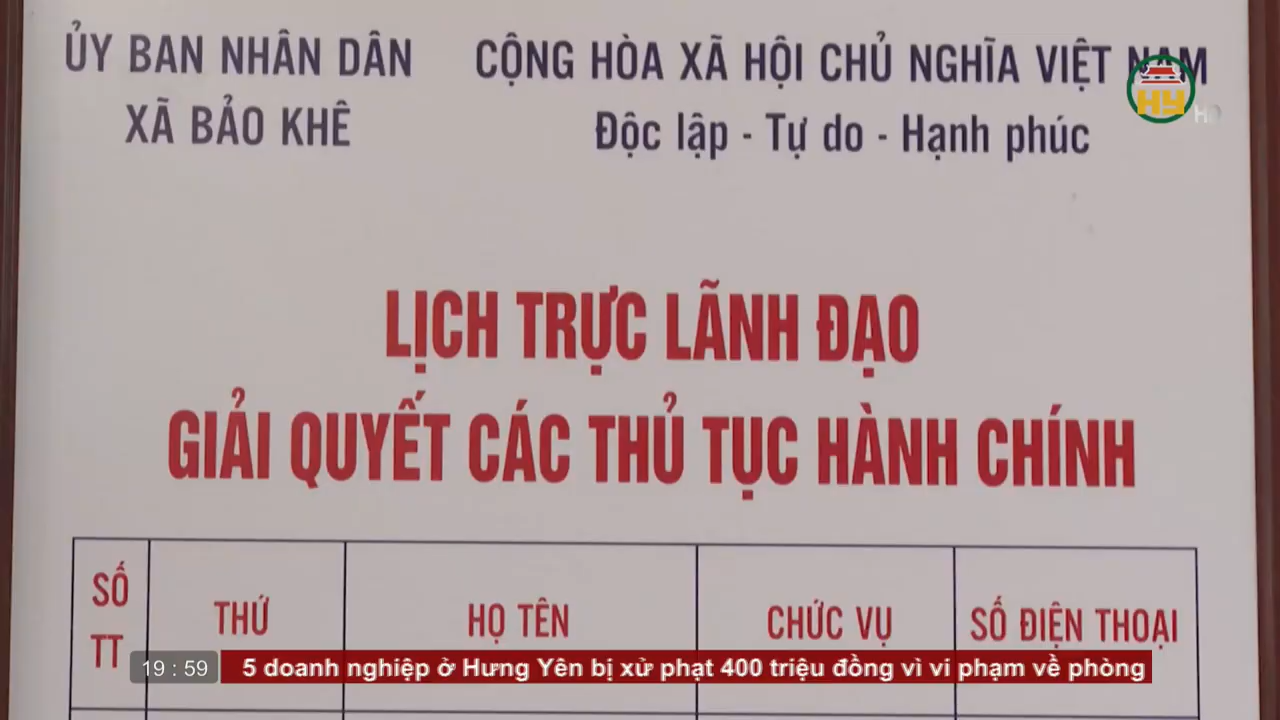 ỦY BAN NHÂN DÂN
XÃ BẢO KHÊ
CỘNG HÒA XÃ HỘI CHỦ NGHĨA VIỆT NAM
Độc lập - Tự do - Hạnh phúc
HY
LỊCH TRỰC LÃNH ĐẠO
GIẢI QUYẾT CÁC THỦ TỤC HÀNH CHÍNH
SỐ
TT
THỨ
HỌ TÊN
CHỨC VỤ
SỐ ĐIỆN THOẠI
19 : 59
5 doanh nghiệp ở Hưng Yên bị xử phạt 400 triệu đồng vì vi phạm về phòng